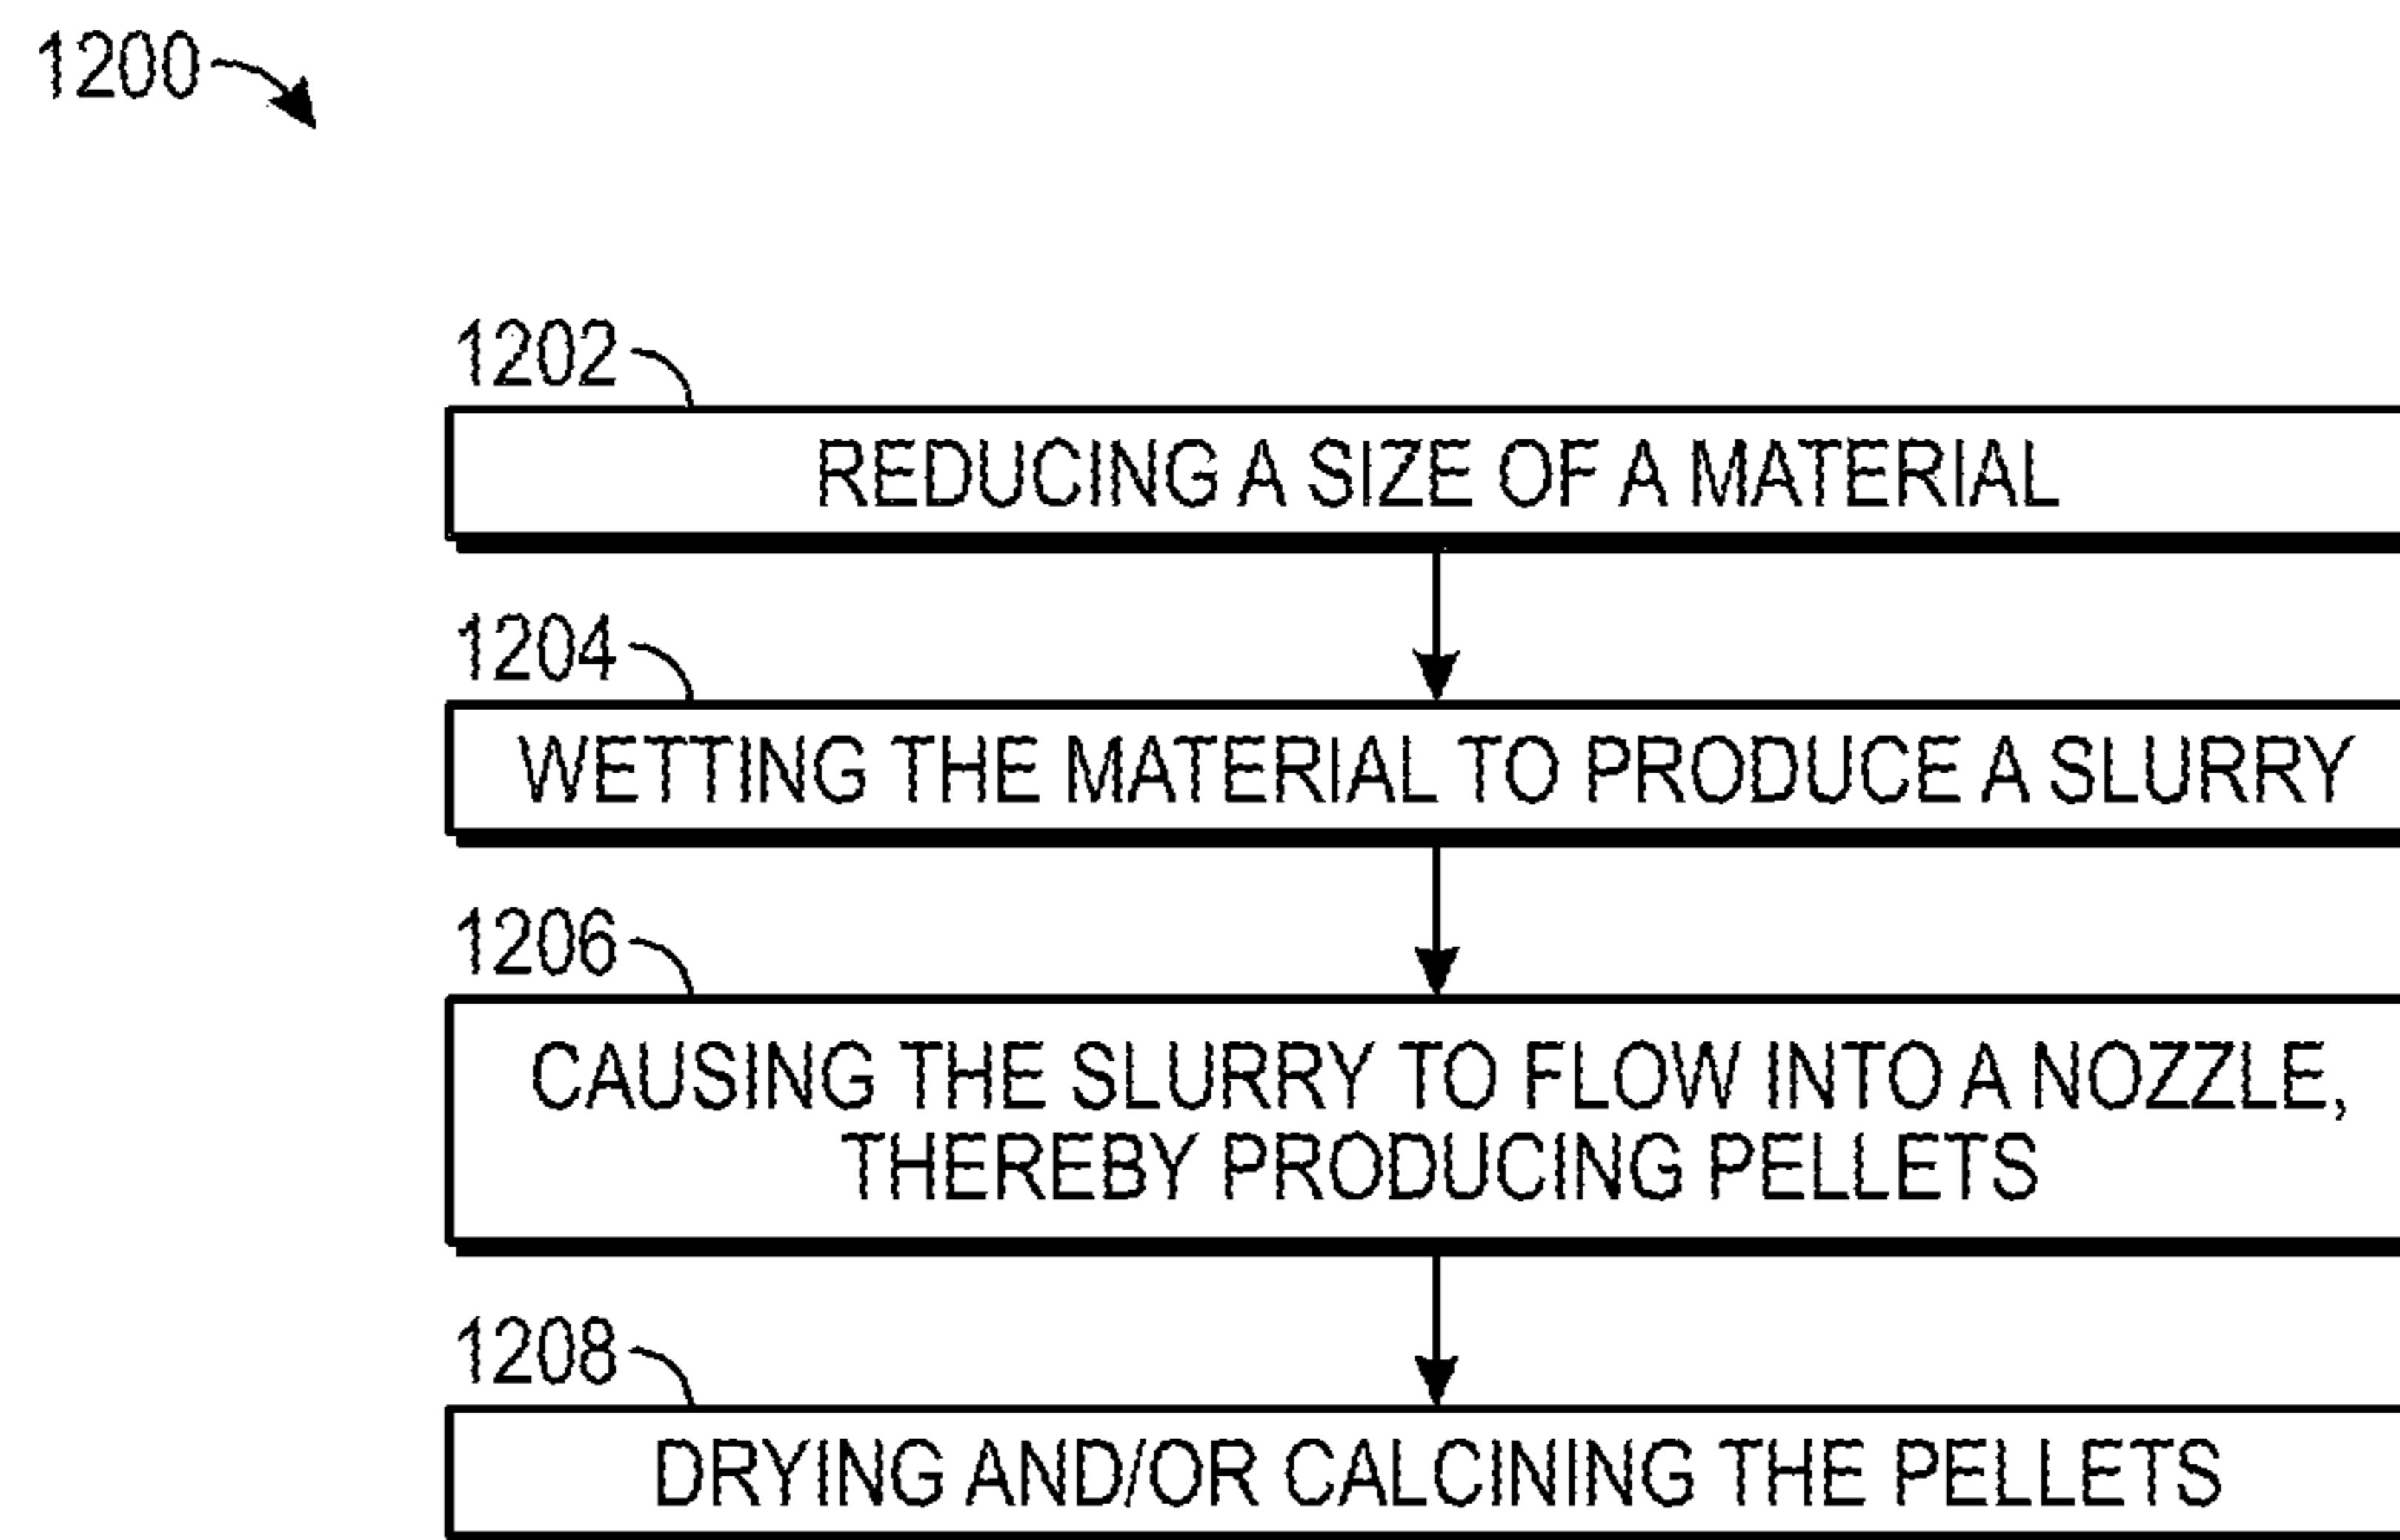 1200
1202
REDUCING A SIZE OF A MATERIAL
1204
WETTING THE MATERIAL TO PRODUCE A SLURRY
1206
CAUSING THE SLURRY TO FLOW INTO A NOZZLE,
THEREBY PRODUCING PELLETS
1208
DRYING AND/OR CALCINING THE PELLETS